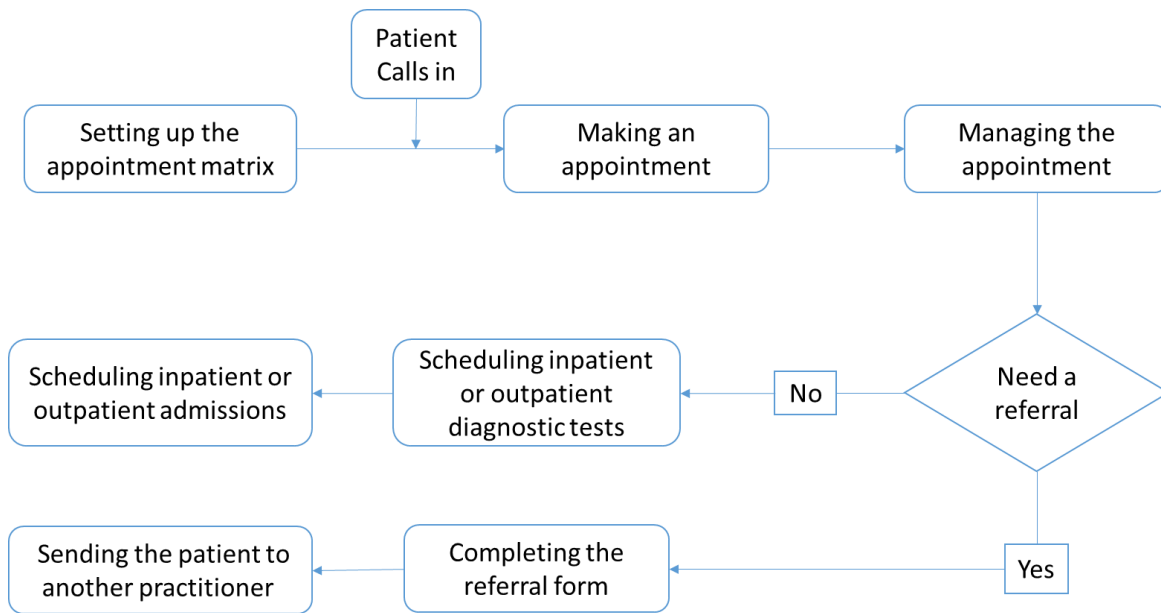 Patient
Calls in
Setting up the
appointment matrix
Making an
appointment
Managing the
appointment
Need a
referral
No
Scheduling inpatient
or outpatient
diagnostic tests
Scheduling inpatient or
outpatient admissions
Yes
Completing the
referral form
Sending the patient to
another practitioner